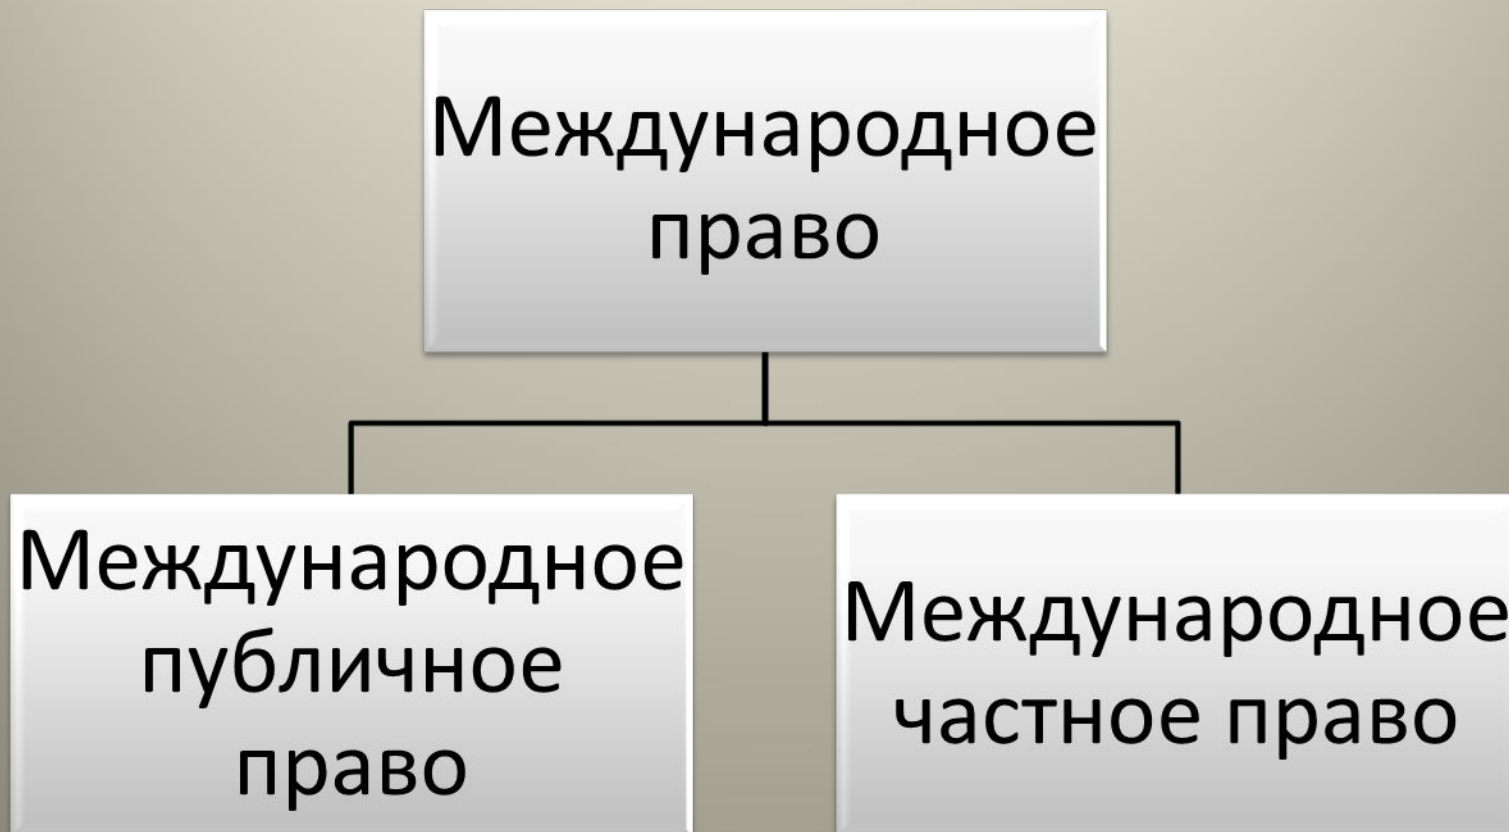 Международное
право
Международное
публичное
право
Международное
частное право